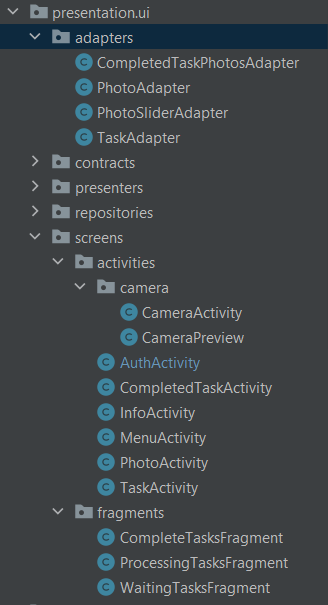 presentation.ui
adapters
CompletedTaskPhotosAdapter
PhotoAdapter
PhotoSliderAdapter
TaskAdapter
contracts
presenters
repositories
screens
activities
camera
CameraActivity
CameraPreview
AuthActivity
CompletedTaskActivity
InfoActivity
MenuActivity
PhotoActivity
TaskActivity
fragments
CompleteTasksFragment
ProcessingTasksFragment
WaitingTasksFragment